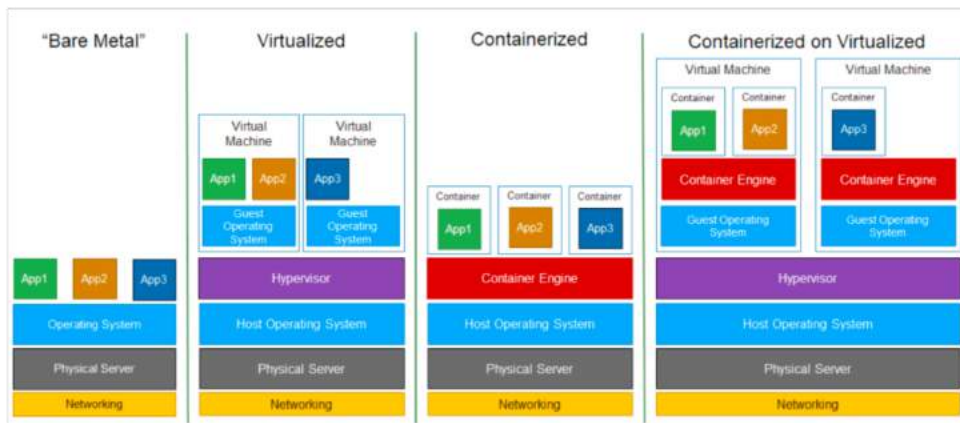 “Bare Metal”
App1 App2 App3
Operating System
Physical Server
Networking
Virtualized
Virtual
Machine
App1 App2
Guest
Operating
System
Virtual
Machine
App3
Guest
Operating
System
Hypervisor
Host Operating System
Physical Server
Networking
Containerized
Container
App1
Container
App2
Container
App3
Container Engine
Host Operating System
Physical Server
Networking
Containerized on Virtualized
Virtual Machine
Container
App1
Container
App2
Container Engine
Guest Operating
System
Virtual Machine
Container
App3
Container Engine
Guest Operating
System
Hypervisor
Host Operating System
Physical Server
Networking